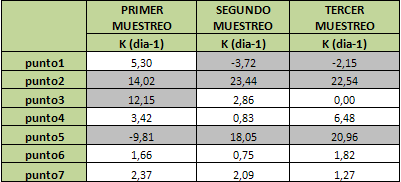 PRIMER MUESTREO SEGUNDO MUESTREO TERCER MUESTREO
K (dia-1) K (dia-1) K (dia-1)
punto1 5,30 -3,72 -2,15
punto2 14,02 23,44 22,54
punto3 12,15 2,86 0,00
punto4 3,42 0,83 6,48
punto5 -9,81 18,05 20,96
punto6 1,66 0,75 1,82
punto7 2,37 2,09 1,27